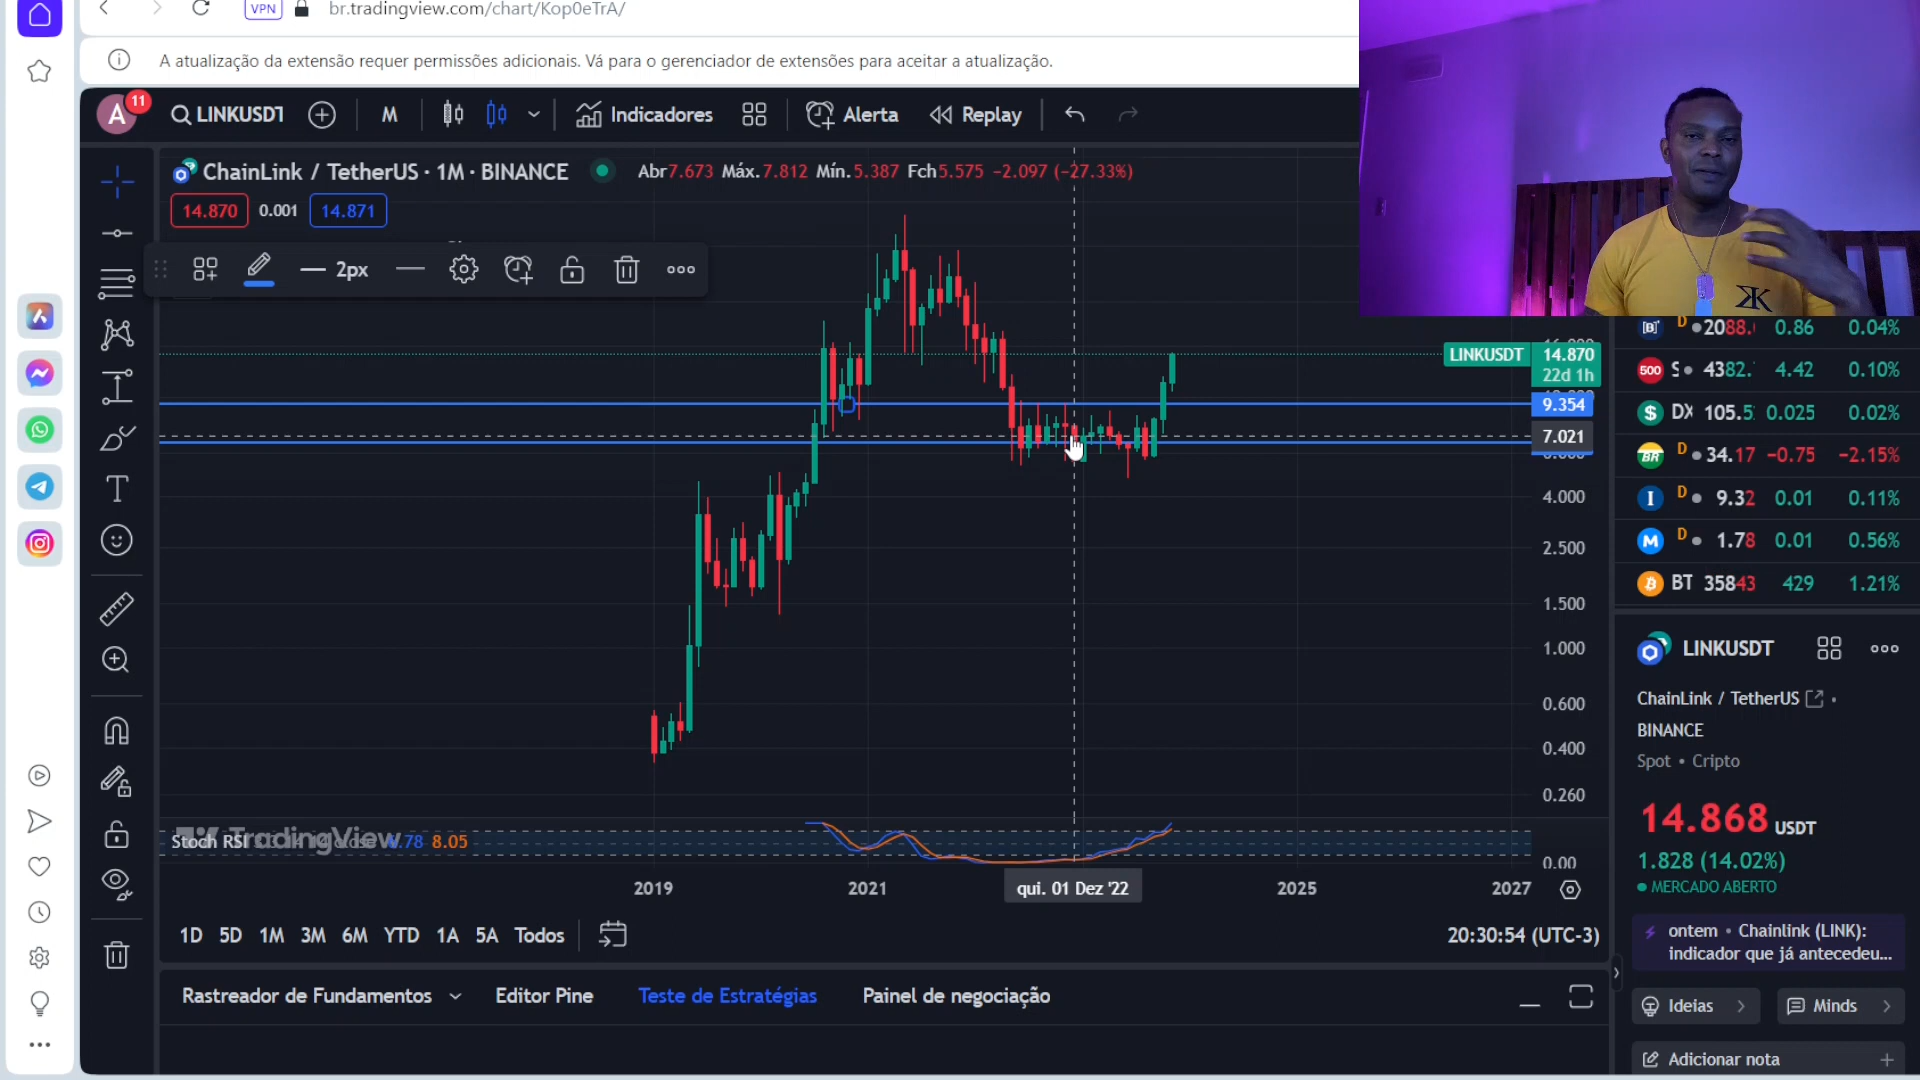 VPN
br.tradingview.com/chart/Kop0eTrA/
A atualização da extensão requer permissões adicionais. Vá para o gerenciador de extensões para aceitar a atualização.
A
11
LINKUSDT
M
Indicadores
Alerta
Replay
ChainLink / TetherUS · 1M · BINANCE
Abr7.673 Máx.7.812 Mín.5.387 Fch5.575 −2.097 (−27.33%)
14.870 0.001 14.871
2px
LINKUSDT 14.870
22d 1h
9.354
7.021
4.000
2.500
1.500
1.000
0.600
0.400
0.260
0.00
Stoch RSI
TradingView
8.05
2019 2021 qui. 01 Dez '22 2025 2027
1D 5D 1M 3M 6M YTD 1A 5A Todos
20:30:54 (UTC-3)
Rastreador de Fundamentos
Editor Pine
Teste de Estratégias
Painel de negociação
D 2088. 0.86 0.04%
500 S 4382. 4.42 0.10%
$ DX 105.5 0.025 0.02%
BR D 34.17 −0.75 −2.15%
I D 9.32 0.01 0.11%
M D 1.78 0.01 0.56%
BT 35843 429 1.21%
LINKUSDT
ChainLink / TetherUS
BINANCE
Spot • Cripto
14.868 USDT
1.828 (14.02%)
MERCADO ABERTO
ontem • Chainlink (LINK):
indicador que já antecedeu...
Ideias
Minds
Adicionar nota